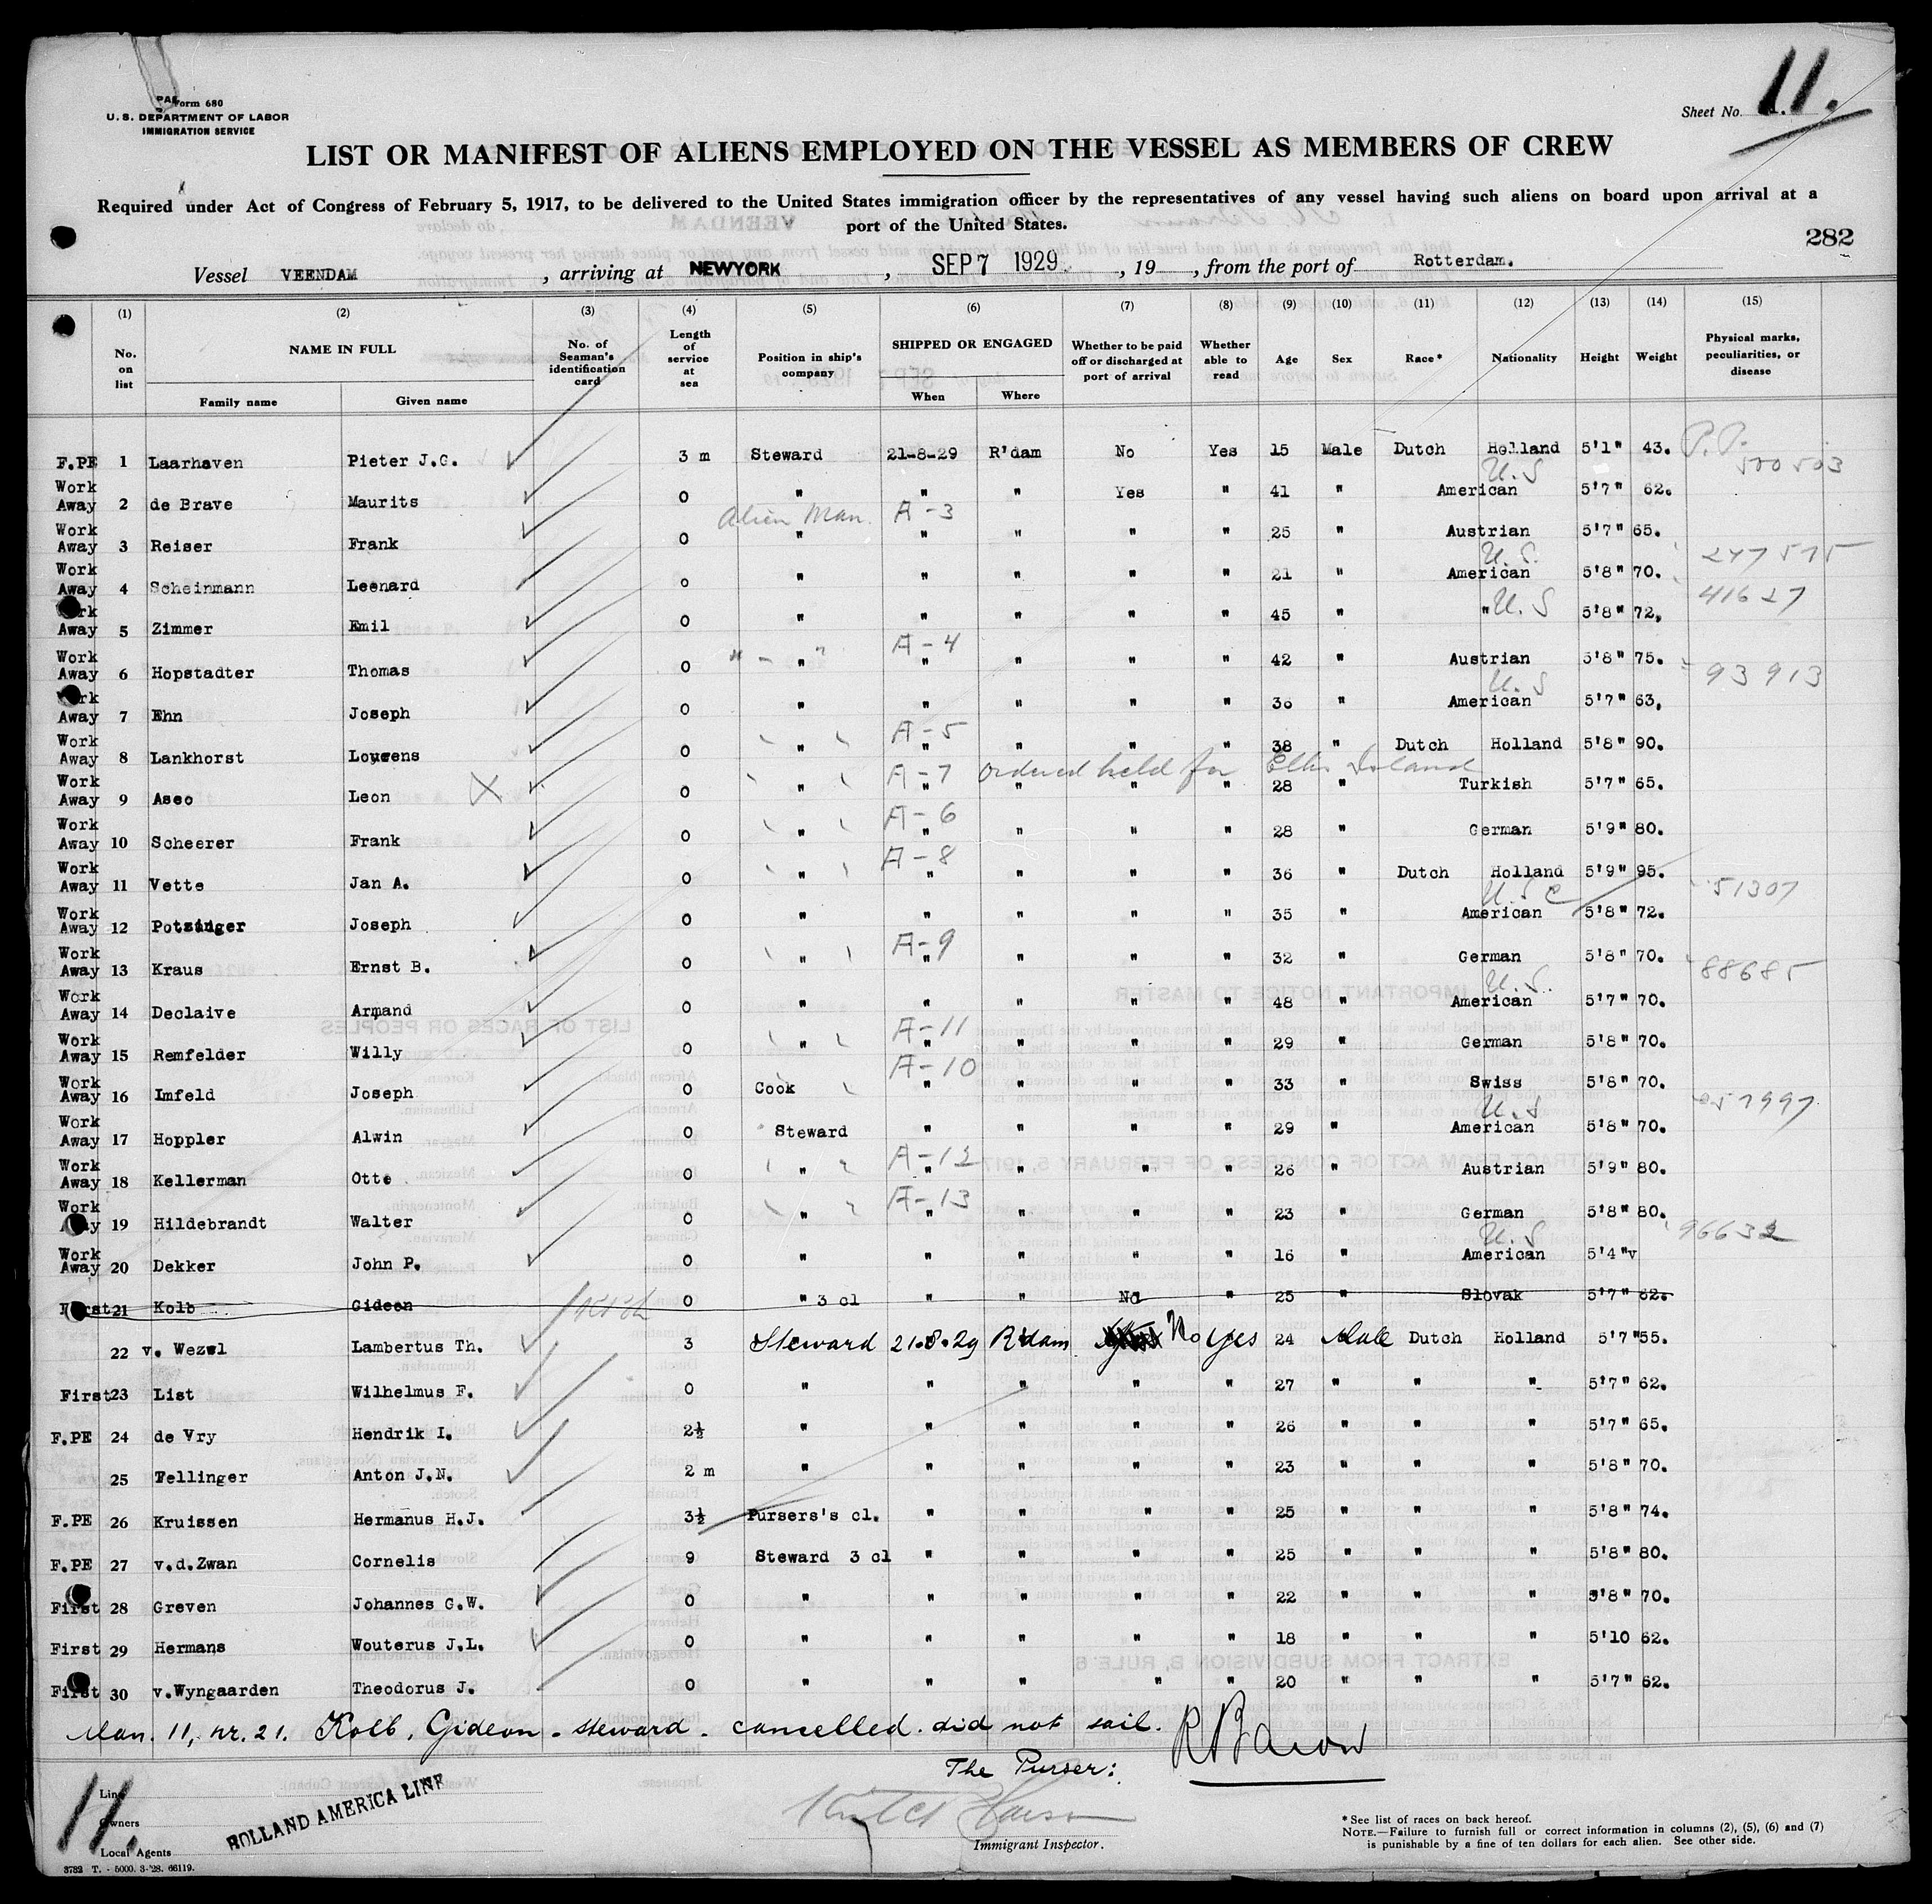 PAS Form 680
U. S. DEPARTMENT OF LABOR
IMMIGRATION SERVICE
Sheet No. 11.
LIST OR MANIFEST OF ALIENS EMPLOYED ON THE VESSEL AS MEMBERS OF CREW
Required under Act of Congress of February 5, 1917, to be delivered to the United States immigration officer by the representatives of any vessel having such aliens on board upon arrival at a
port of the United States.
282
Vessel VEENDAM , arriving at NEWYORK , SEP 7 1929 , 19 , from the port of Rotterdam.
(1) (2) (3) (4) (5) (6) (7) (8) (9) (10) (11) (12) (13) (14) (15)
No. on list NAME IN FULL Family name Given name No. of Seaman's identification card Length of service at sea Position in ship's company SHIPPED OR ENGAGED When Where Whether to be paid off or discharged at port of arrival Whether able to read Age Sex Race* Nationality Height Weight Physical marks, peculiarities, or disease
F.PE 1 Laarhaven Pieter J.G. 3 m Steward 21-8-29 R'dam No Yes 15 Male Dutch Holland 5'1" 43. P.P. 500503
Work Away 2 de Brave Maurits 0 " " " Yes " 41 " American U.S 5'7" 62.
Work Away 3 Reiser Frank 0 Alien Man. " A-3 " " " " 25 " Austrian 5'7" 65.
Work Away 4 Scheinmann Leonard 0 " " " " " 21 " American U.S. 5'8" 70. 247575
Work Away 5 Zimmer Emil 0 " " " " " 45 " " U.S 5'8" 72. 41627
Work Away 6 Hopstadter Thomas 0 " A-4 " " " " 42 " Austrian 5'8" 75.
Work Away 7 Ehn Joseph 0 " " " " " 36 " American U.S 5'7" 63. 93913
Work Away 8 Lankhorst Lourens 0 " A-5 " " " " 38 " Dutch Holland 5'8" 90.
Work Away 9 Aseo Leon X 0 " A-7 " ordered held for Ellis Island " " " 28 " Turkish 5'7" 65.
Work Away 10 Scheerer Frank 0 " A-6 " " " " 28 " German 5'9" 80.
Work Away 11 Vette Jan A. 0 " A-8 " " " " 36 " Dutch Holland 5'9" 95.
Work Away 12 Potzinger Joseph 0 " " " " " 35 " American U.S C 5'8" 72. 51307
Work Away 13 Kraus Ernst B. 0 " A-9 " " " " 32 " German 5'8" 70.
Work Away 14 Declaive Armand 0 " " " " " 48 " American U.S. 5'7" 70. 88685
Work Away 15 Remfelder Willy 0 " A-11 " " " " 29 " German 5'8" 70.
Work Away 16 Imfeld Joseph 0 Cook A-10 " " " " 33 " Swiss 5'8" 70.
Work Away 17 Hoppler Alwin 0 Steward " " " " 29 " American U.S 5'8" 70.
Work Away 18 Kellerman Otto 0 " A-12 " " " " 26 " Austrian 5'9" 80.
Work Away 19 Hildebrandt Walter 0 " A-13 " " " " 23 " German 5'8" 80.
Work Away 20 Dekker John P. 0 " " " " " 16 " American U.S 5'4"v 96632
First 21 Kolb Gideon 0 " 3 cl " " No " 25 " Slovak 5'7" 62.
22 v. Wezel Lambertus Th. 3 Steward 21.8.29 R'dam No Yes 24 Male Dutch Holland 5'7" 55.
First 23 List Wilhelmus F. 0 " " " " " 27 " " " 5'7" 62.
F.PE 24 de Vry Hendrik I. 2½ " " " " " 26 " " " 5'7" 65.
25 Fellinger Anton J.N. 2 m " " " " " 23 " " " 5'8" 70.
F.PE 26 Kruissen Hermanus H.J. 3½ Pursers's cl. " " " " 25 " " " 5'8" 74.
F.PE 27 v.d.Zwan Cornelis 9 Steward 3 cl " " " " 25 " " " 5'8" 80.
First 28 Greven Johannes G.W. 0 " " " " " 22 " " " 5'8" 70.
First 29 Hermans Wouterus J.L. 0 " " " " " 18 " " " 5'10 62.
First 30 v.Wyngaarden Theodorus J. 0 " " " " " 20 " " " 5'7" 62.
Man. 11, nr. 21. Kolb, Gideon - steward - cancelled. did not sail.
The Purser:
11.
Line
Owners
Local Agents
HOLLAND AMERICA LINE
Immigrant Inspector.
* See list of races on back hereof.
NOTE.—Failure to furnish full or correct information in columns (2), (5), (6) and (7)
is punishable by a fine of ten dollars for each alien. See other side.
3782 T. - 5000. 3-'28. 66119.